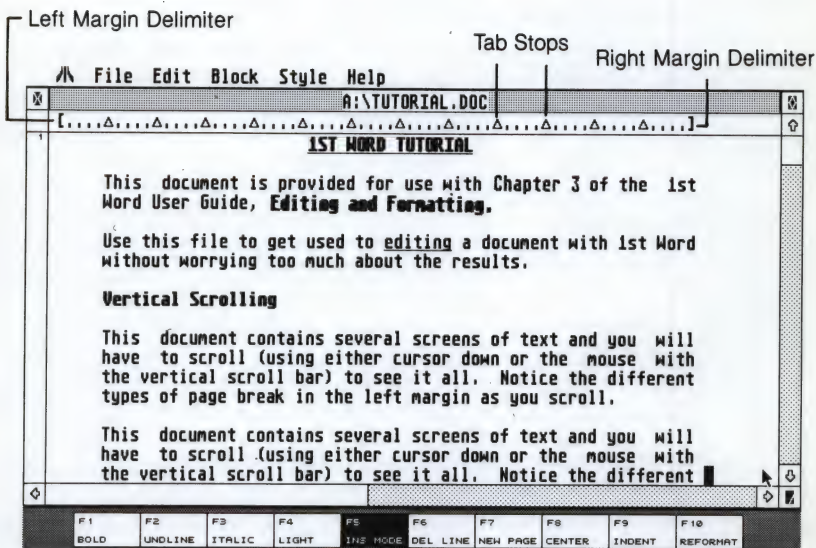 Left Margin Delimiter
Tab Stops
Right Margin Delimiter
File Edit Block Style Help
A:\TUTORIAL.DOC
1
1ST WORD TUTORIAL
This document is provided for use with Chapter 3 of the 1st
Word User Guide, Editing and Formatting.
Use this file to get used to editing a document with 1st Word
without worrying too much about the results.
Vertical Scrolling
This document contains several screens of text and you will
have to scroll (using either cursor down or the mouse with
the vertical scroll bar) to see it all. Notice the different
types of page break in the left margin as you scroll.
This document contains several screens of text and you will
have to scroll (using either cursor down or the mouse with
the vertical scroll bar) to see it all. Notice the different
F1 F2 F3 F4 F5 F6 F7 F8 F9 F10
BOLD UNDLINE ITALIC LIGHT INS MODE DEL LINE NEW PAGE CENTER INDENT REFORMAT